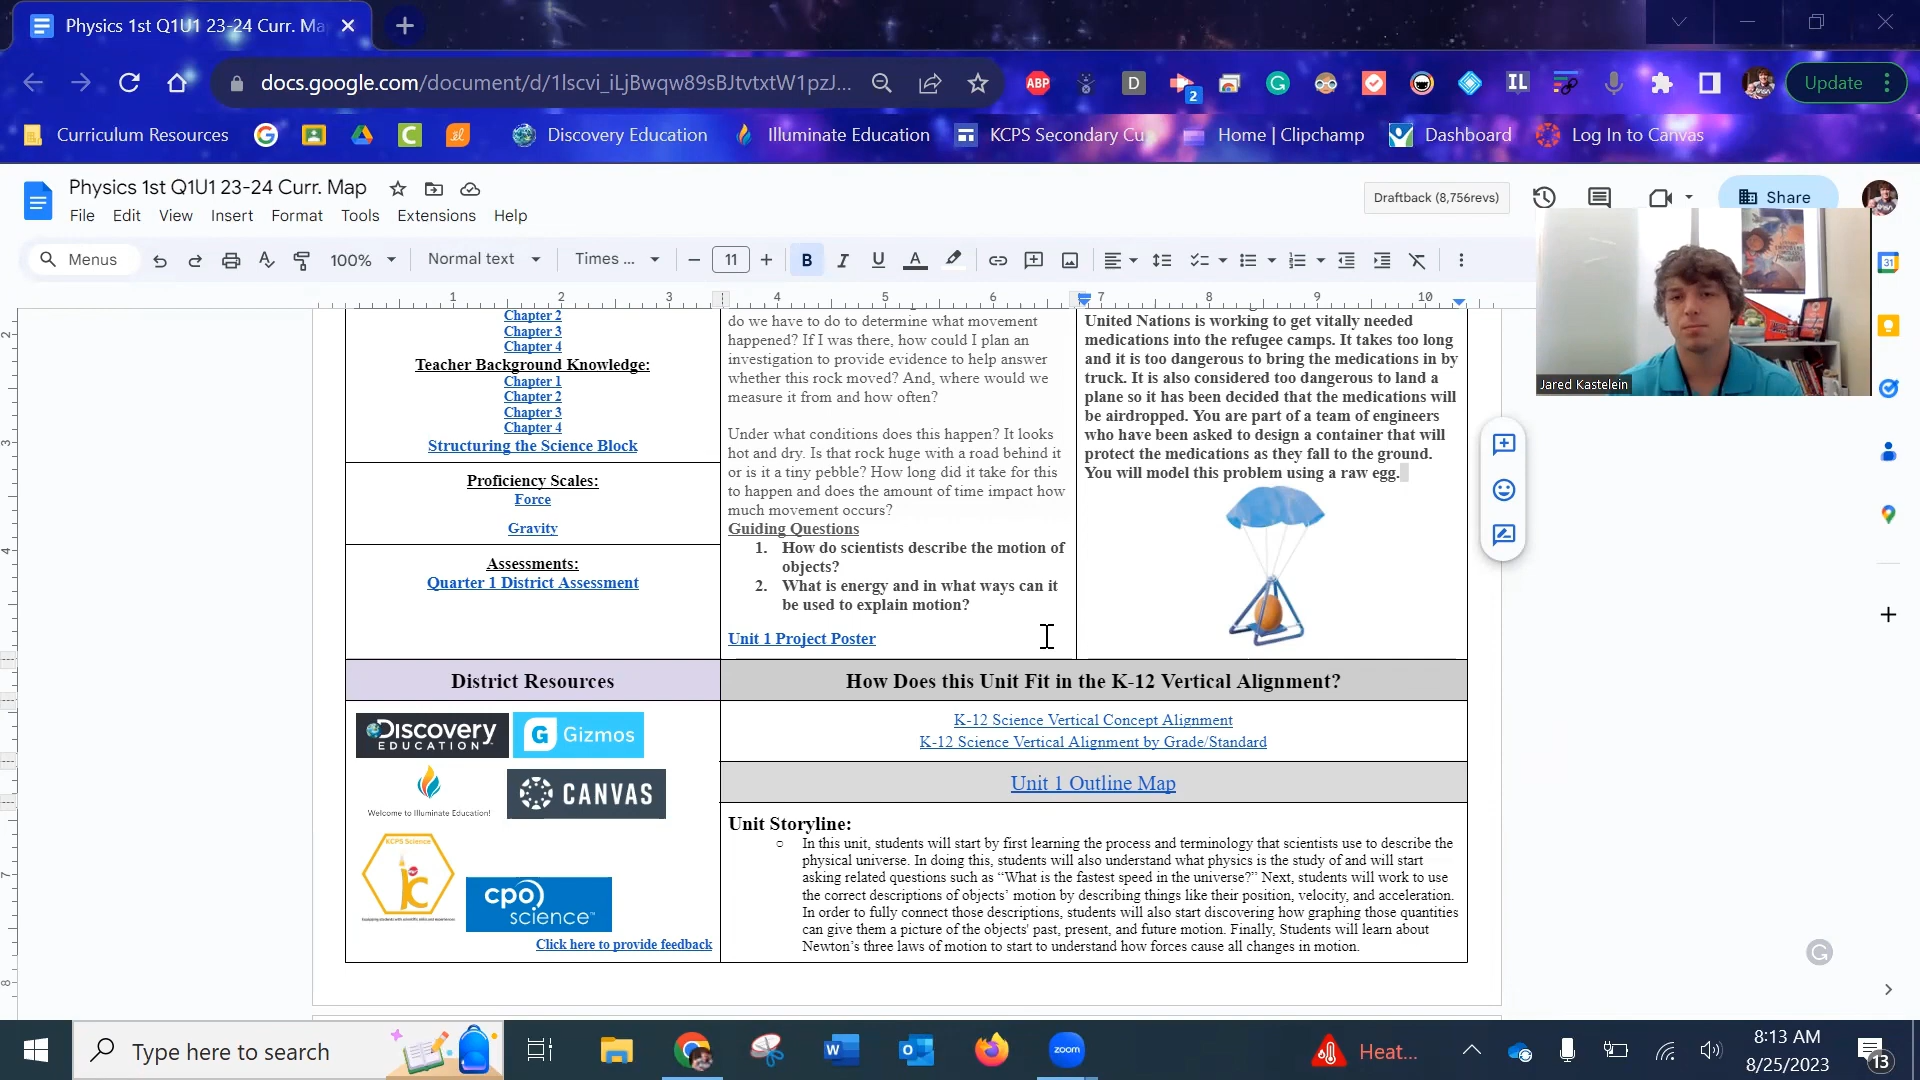 Physics 1st Q1U1 23-24 Curr. Ma
docs.google.com/document/d/1lscvi_iLjBwqw89sBJtvtxtW1pzJ...
ABP
D
2
IL
Update
Curriculum Resources
Discovery Education
Illuminate Education
KCPS Secondary Cu
Home | Clipchamp
Dashboard
Log In to Canvas
Physics 1st Q1U1 23-24 Curr. Map
Draftback (8,756revs)
Share
File Edit View Insert Format Tools Extensions Help
Menus
100%
Normal text
Times ...
11
B I U A
31
1 2 3 4 5 6 7 8 9 10
Jared Kastelein
Chapter 2
Chapter 3
Chapter 4
Teacher Background Knowledge:
Chapter 1
Chapter 2
Chapter 3
Chapter 4
Structuring the Science Block
Proficiency Scales:
Force
Gravity
Assessments:
Quarter 1 District Assessment
do we have to do to determine what movement
happened? If I was there, how could I plan an
investigation to provide evidence to help answer
whether this rock moved? And, where would we
measure it from and how often?
Under what conditions does this happen? It looks
hot and dry. Is that rock huge with a road behind it
or is it a tiny pebble? How long did it take for this
to happen and does the amount of time impact how
much movement occurs?
Guiding Questions
1. How do scientists describe the motion of
objects?
2. What is energy and in what ways can it
be used to explain motion?
Unit 1 Project Poster
United Nations is working to get vitally needed
medications into the refugee camps. It takes too long
and it is too dangerous to bring the medications in by
truck. It is also considered too dangerous to land a
plane so it has been decided that the medications will
be airdropped. You are part of a team of engineers
who have been asked to design a container that will
protect the medications as they fall to the ground.
You will model this problem using a raw egg.
District Resources
How Does this Unit Fit in the K-12 Vertical Alignment?
Discovery
EDUCATION
G Gizmos
Welcome to Illuminate Education!
CANVAS
KCPS Science
kc
cpo
science
Click here to provide feedback
K-12 Science Vertical Concept Alignment
K-12 Science Vertical Alignment by Grade/Standard
Unit 1 Outline Map
Unit Storyline:
In this unit, students will start by first learning the process and terminology that scientists use to describe the
physical universe. In doing this, students will also understand what physics is the study of and will start
asking related questions such as “What is the fastest speed in the universe?” Next, students will work to use
the correct descriptions of objects’ motion by describing things like their position, velocity, and acceleration.
In order to fully connect those descriptions, students will also start discovering how graphing those quantities
can give them a picture of the objects' past, present, and future motion. Finally, Students will learn about
Newton’s three laws of motion to start to understand how forces cause all changes in motion.
Type here to search
zoom
Heat...
8:13 AM
8/25/2023
13